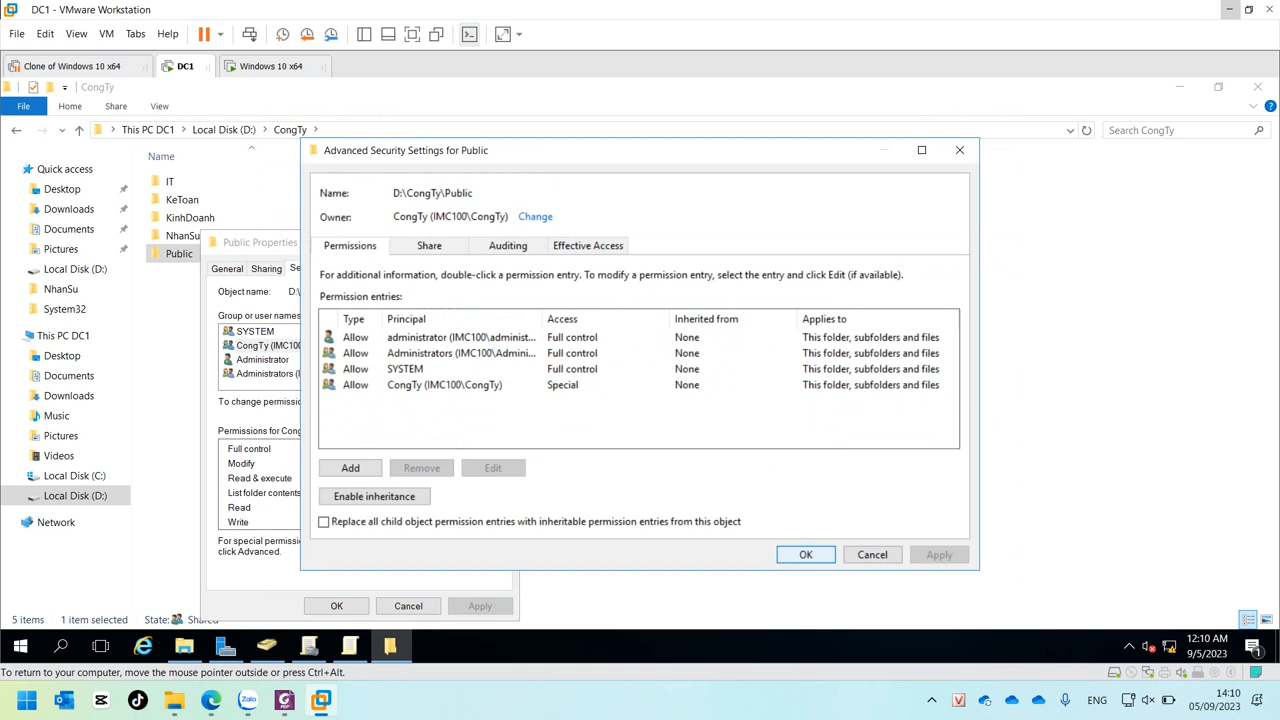 DC1 - VMware Workstation
File Edit View VM Tabs Help
Clone of Windows 10 x64 DC1 Windows 10 x64
CongTy
File Home Share View
This PC DC1 Local Disk (D:) CongTy Search CongTy
Quick access
Desktop
Downloads
Documents
Pictures
Local Disk (D:)
NhanSu
System32
This PC DC1
Desktop
Documents
Downloads
Music
Pictures
Videos
Local Disk (C:)
Local Disk (D:)
Network
Name
IT
KeToan
KinhDoanh
NhanSu
Public
Public Properties
General Sharing Se
Object name: D:\
Group or user names
SYSTEM
CongTy (IMC100
Administrator
Administrators (I
To change permissio
Permissions for Cong
Full control
Modify
Read & execute
List folder contents
Read
Write
For special permissi
click Advanced.
OK Cancel Apply
Advanced Security Settings for Public
Name: D:\CongTy\Public
Owner: CongTy (IMC100\CongTy) Change
Permissions Share Auditing Effective Access
For additional information, double-click a permission entry. To modify a permission entry, select the entry and click Edit (if available).
Permission entries:
Type Principal Access Inherited from Applies to
Allow administrator (IMC100\administ... Full control None This folder, subfolders and files
Allow Administrators (IMC100\Admini... Full control None This folder, subfolders and files
Allow SYSTEM Full control None This folder, subfolders and files
Allow CongTy (IMC100\CongTy) Special None This folder, subfolders and files
Add Remove Edit
Enable inheritance
Replace all child object permission entries with inheritable permission entries from this object
OK Cancel Apply
5 items 1 item selected State: Shared
12:10 AM
9/5/2023
To return to your computer, move the mouse pointer outside or press Ctrl+Alt.
Zalo
ENG
14:10
05/09/2023